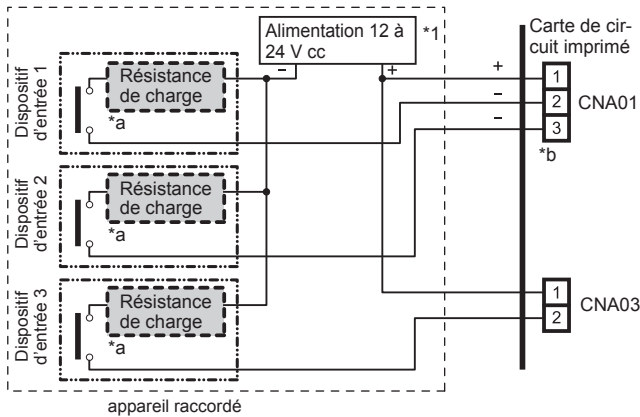 Alimentation 12 à
24 V cc
*1
–
+
Carte de cir-
cuit imprimé
Dispositif
d'entrée 1
Résistance
de charge
*a
+
–
–
1
2
3
CNA01
*b
Dispositif
d'entrée 2
Résistance
de charge
*a
Dispositif
d'entrée 3
Résistance
de charge
*a
1
2
CNA03
appareil raccordé